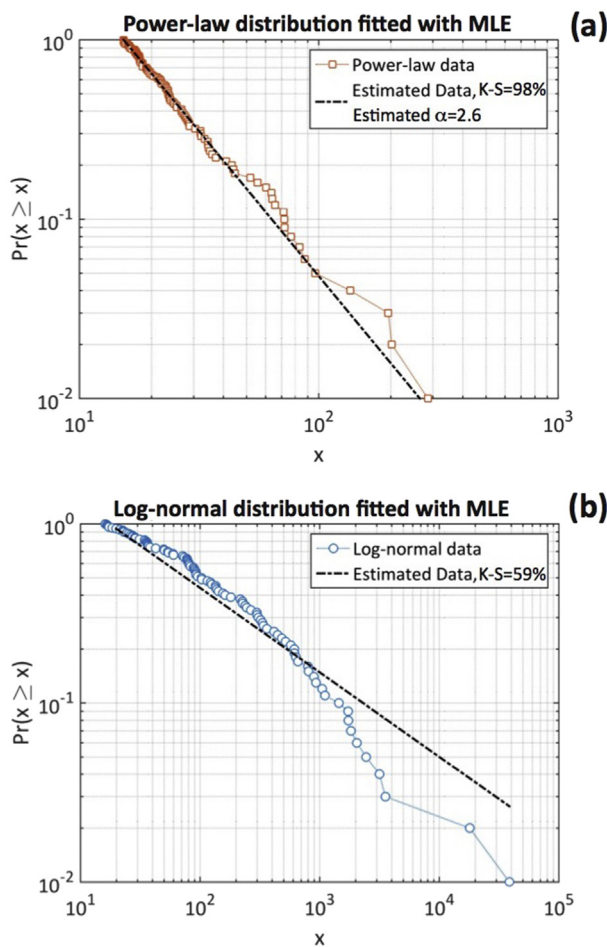 Power-law distribution fitted with MLE
(a)
Power-law data
Estimated Data, K-S=98%
Estimated α=2.6
10^0
10^-1
10^-2
Pr(x ≥ x)
10^1
10^2
10^3
x
Log-normal distribution fitted with MLE
(b)
Log-normal data
Estimated Data, K-S=59%
10^0
10^-1
10^-2
Pr(x ≥ x)
10^1
10^2
10^3
10^4
10^5
x